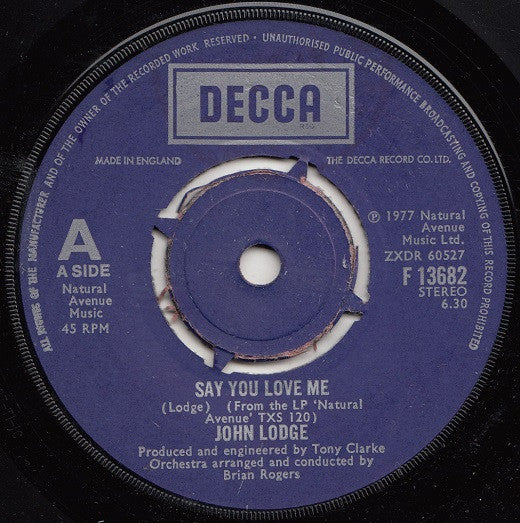 ALL RIGHTS OF THE MANUFACTURER AND OF THE OWNER OF THE RECORDED WORK RESERVED · UNAUTHORISED PUBLIC PERFORMANCE BROADCASTING AND COPYING OF THIS RECORD PROHIBITED
DECCA
REG
MADE IN ENGLAND
THE DECCA RECORD CO. LTD.
A
A SIDE
Natural
Avenue
Music
45 RPM
℗ 1977 Natural
Avenue
Music Ltd.
ZXDR 60527
F 13682
STEREO
6.30
SAY YOU LOVE ME
(Lodge) (From the LP 'Natural
Avenue' TXS 120)
JOHN LODGE
Produced and engineered by Tony Clarke
Orchestra arranged and conducted by
Brian Rogers